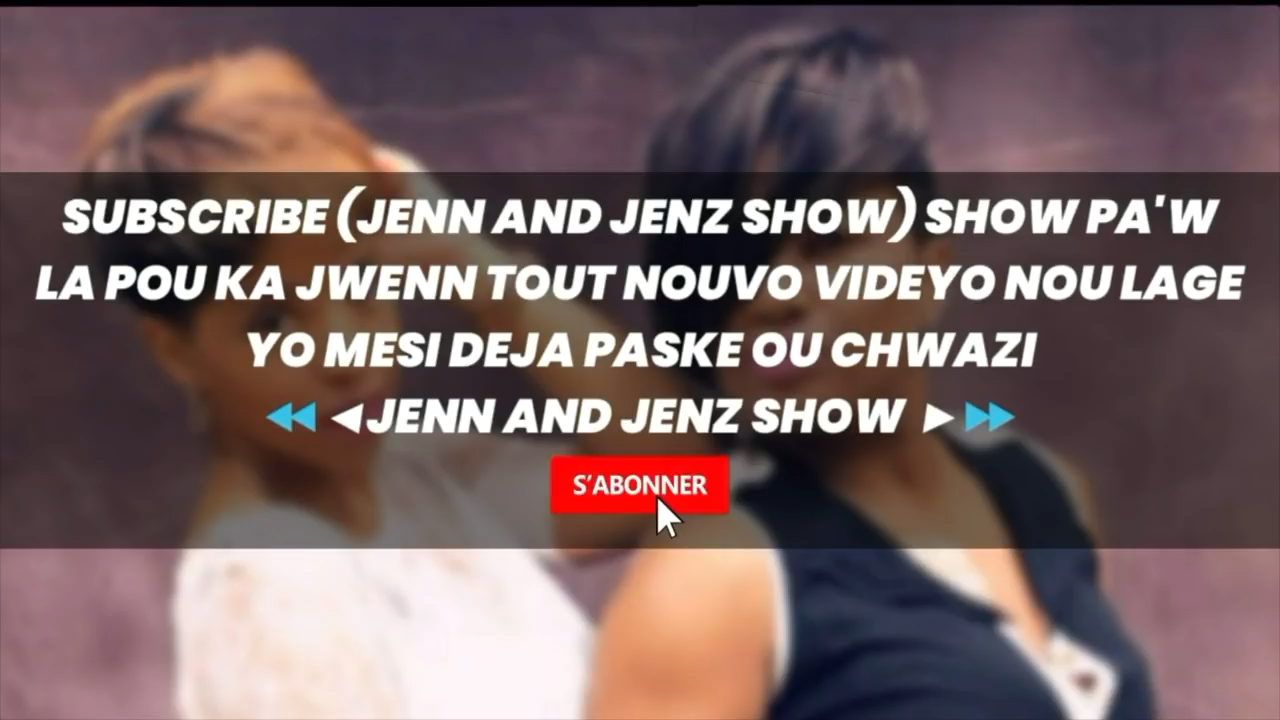 SUBSCRIBE (JENN AND JENZ SHOW) SHOW PA'W
LA POU KA JWENN TOUT NOUVO VIDEYO NOU LAGE
YO MESI DEJA PASKE OU CHWAZI
⏪ ◀JENN AND JENZ SHOW ▶⏩
S'ABONNER